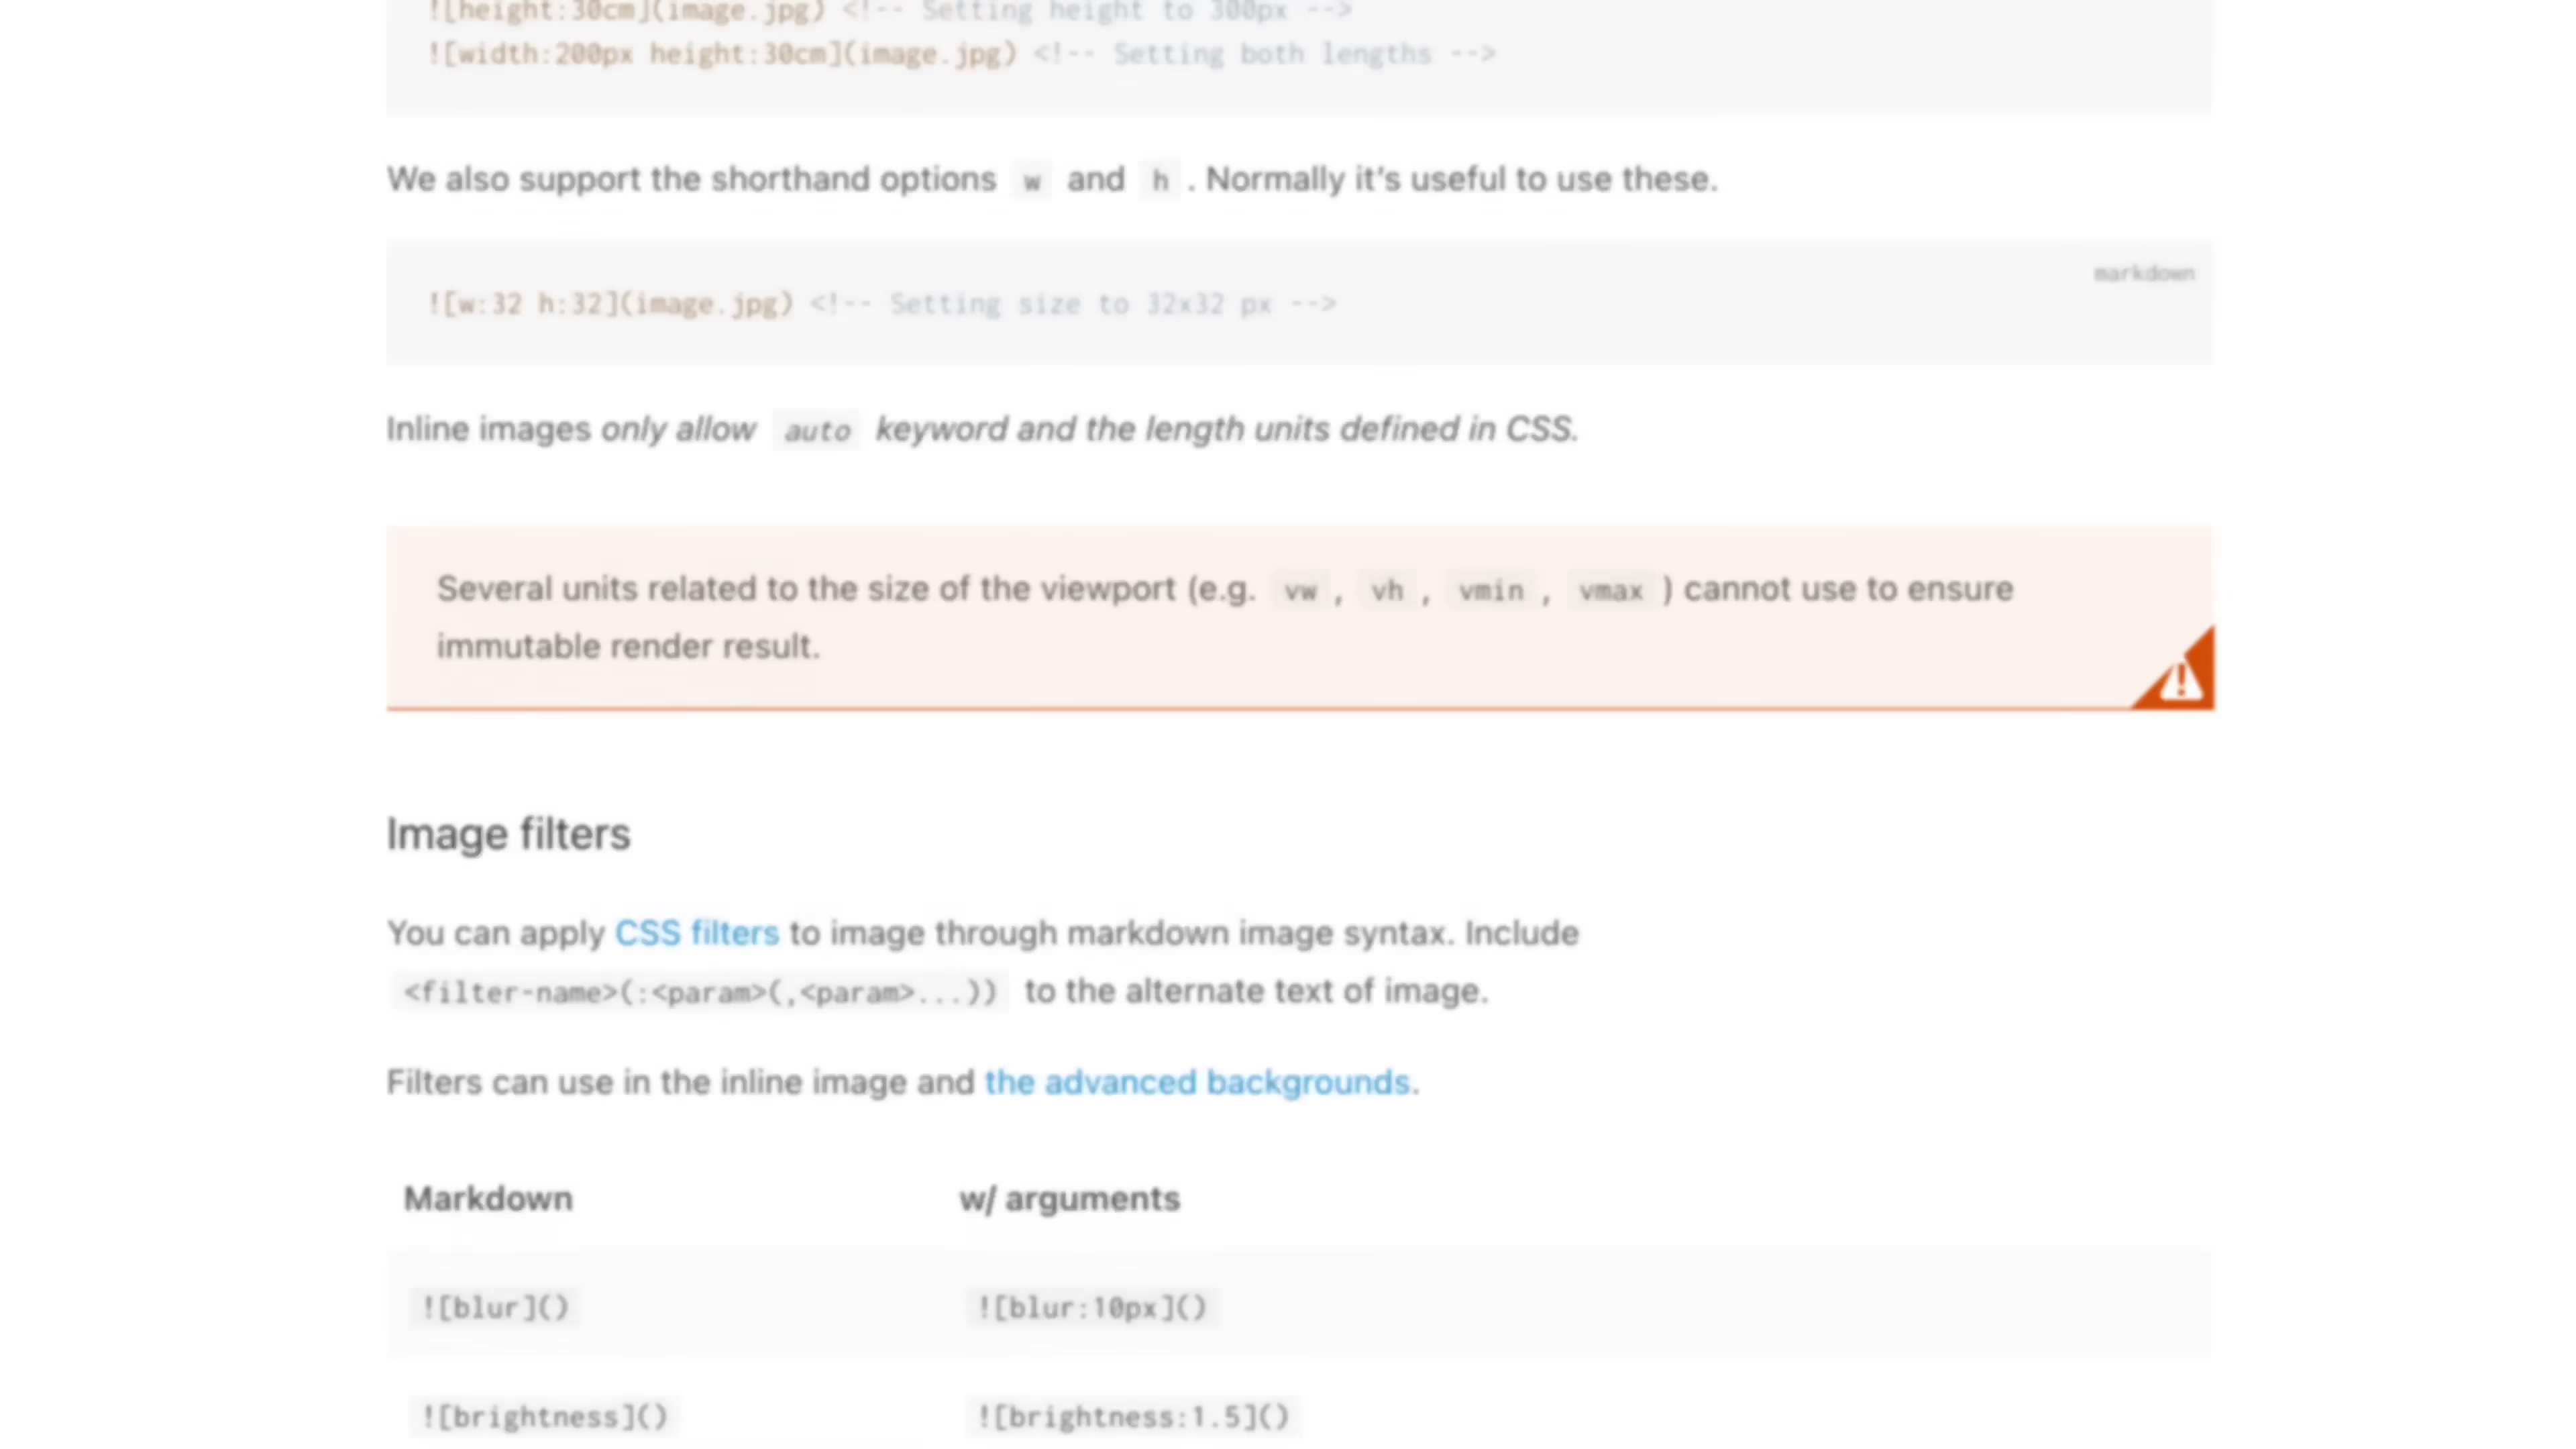 ![height:30cm](image.jpg) <!-- Setting height to 300px -->
![width:200px height:30cm](image.jpg) <!-- Setting both lengths -->
We also support the shorthand options w and h . Normally it's useful to use these.
markdown
![w:32 h:32](image.jpg) <!-- Setting size to 32x32 px -->
Inline images only allow auto keyword and the length units defined in CSS.
Several units related to the size of the viewport (e.g. vw , vh , vmin , vmax ) cannot use to ensure
immutable render result.
Image filters
You can apply CSS filters to image through markdown image syntax. Include
<filter-name>(:<param>(,<param>...)) to the alternate text of image.
Filters can use in the inline image and the advanced backgrounds.
Markdown w/ arguments
![blur]() ![blur:10px]()
![brightness]() ![brightness:1.5]()